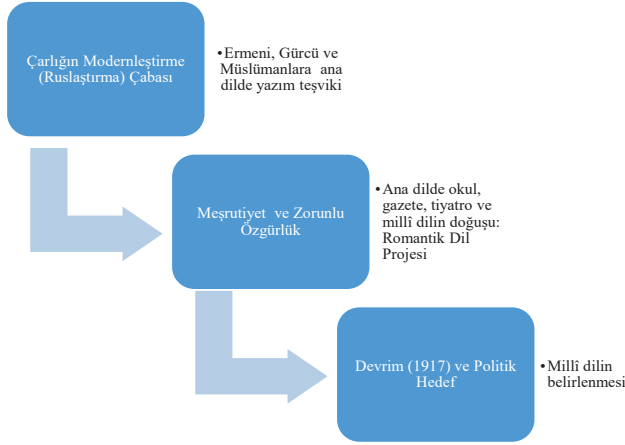 Çarlığın Modernleştirme
(Ruslaştırma) Çabası
•Ermeni, Gürcü ve
Müslümanlara ana
dilde yazım teşviki
Meşrutiyet ve Zorunlu
Özgürlük
•Ana dilde okul,
gazete, tiyatro ve
millî dilin doğuşu:
Romantik Dil
Projesi
Devrim (1917) ve Politik
Hedef
•Millî dilin
belirlenmesi